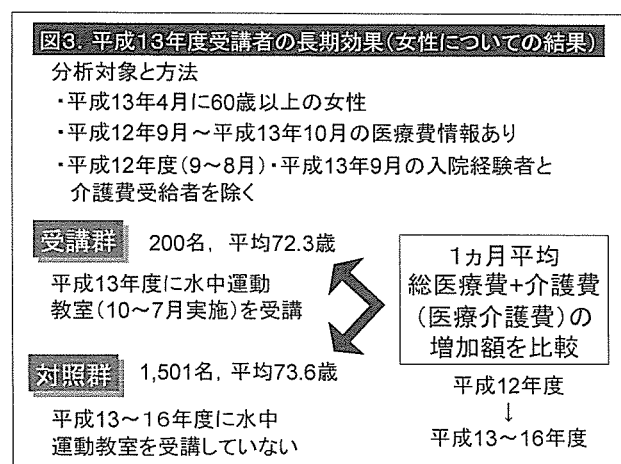 図3. 平成13年度受講者の長期効果(女性についての結果)
分析対象と方法
・平成13年4月に60歳以上の女性
・平成12年9月～平成13年10月の医療費情報あり
・平成12年度(9～8月)・平成13年9月の入院経験者と
介護費受給者を除く
受講群 200名, 平均72.3歳
平成13年度に水中運動
教室(10～7月実施)を受講
対照群 1,501名, 平均73.6歳
平成13～16年度に水中
運動教室を受講していない
1ヵ月平均
総医療費+介護費
(医療介護費)の
増加額を比較
平成12年度
↓
平成13～16年度